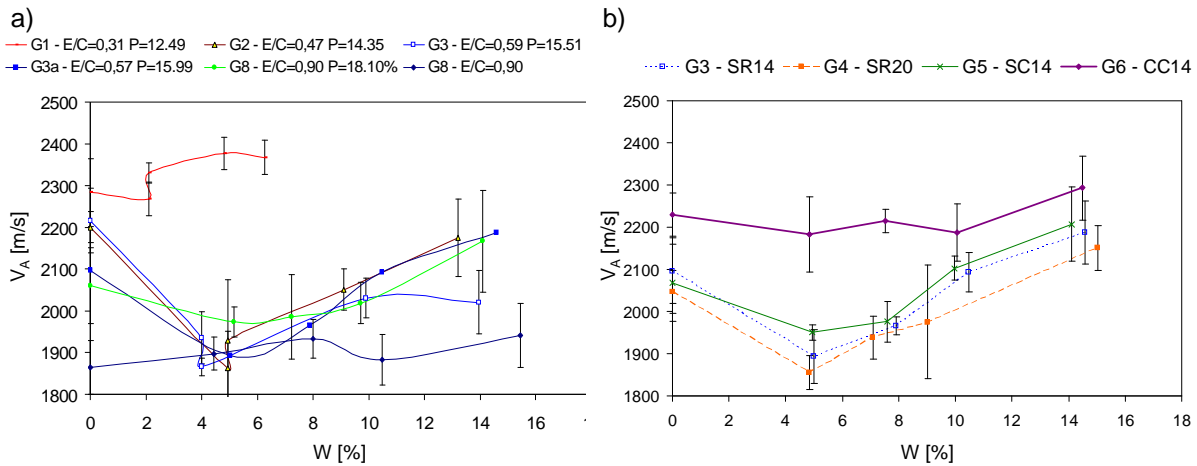 a)
G1 - E/C=0,31 P=12.49 G2 - E/C=0,47 P=14.35 G3 - E/C=0,59 P=15.51
G3a - E/C=0,57 P=15.99 G8 - E/C=0,90 P=18.10% G8 - E/C=0,90
2500
2400
2300
2200
2100
2000
1900
1800
V_A [m/s]
0 2 4 6 8 10 12 14 16
W [%]
b)
G3 - SR14 G4 - SR20 G5 - SC14 G6 - CC14
2500
2400
2300
2200
2100
2000
1900
1800
V_A [m/s]
0 2 4 6 8 10 12 14 16 18
W [%]